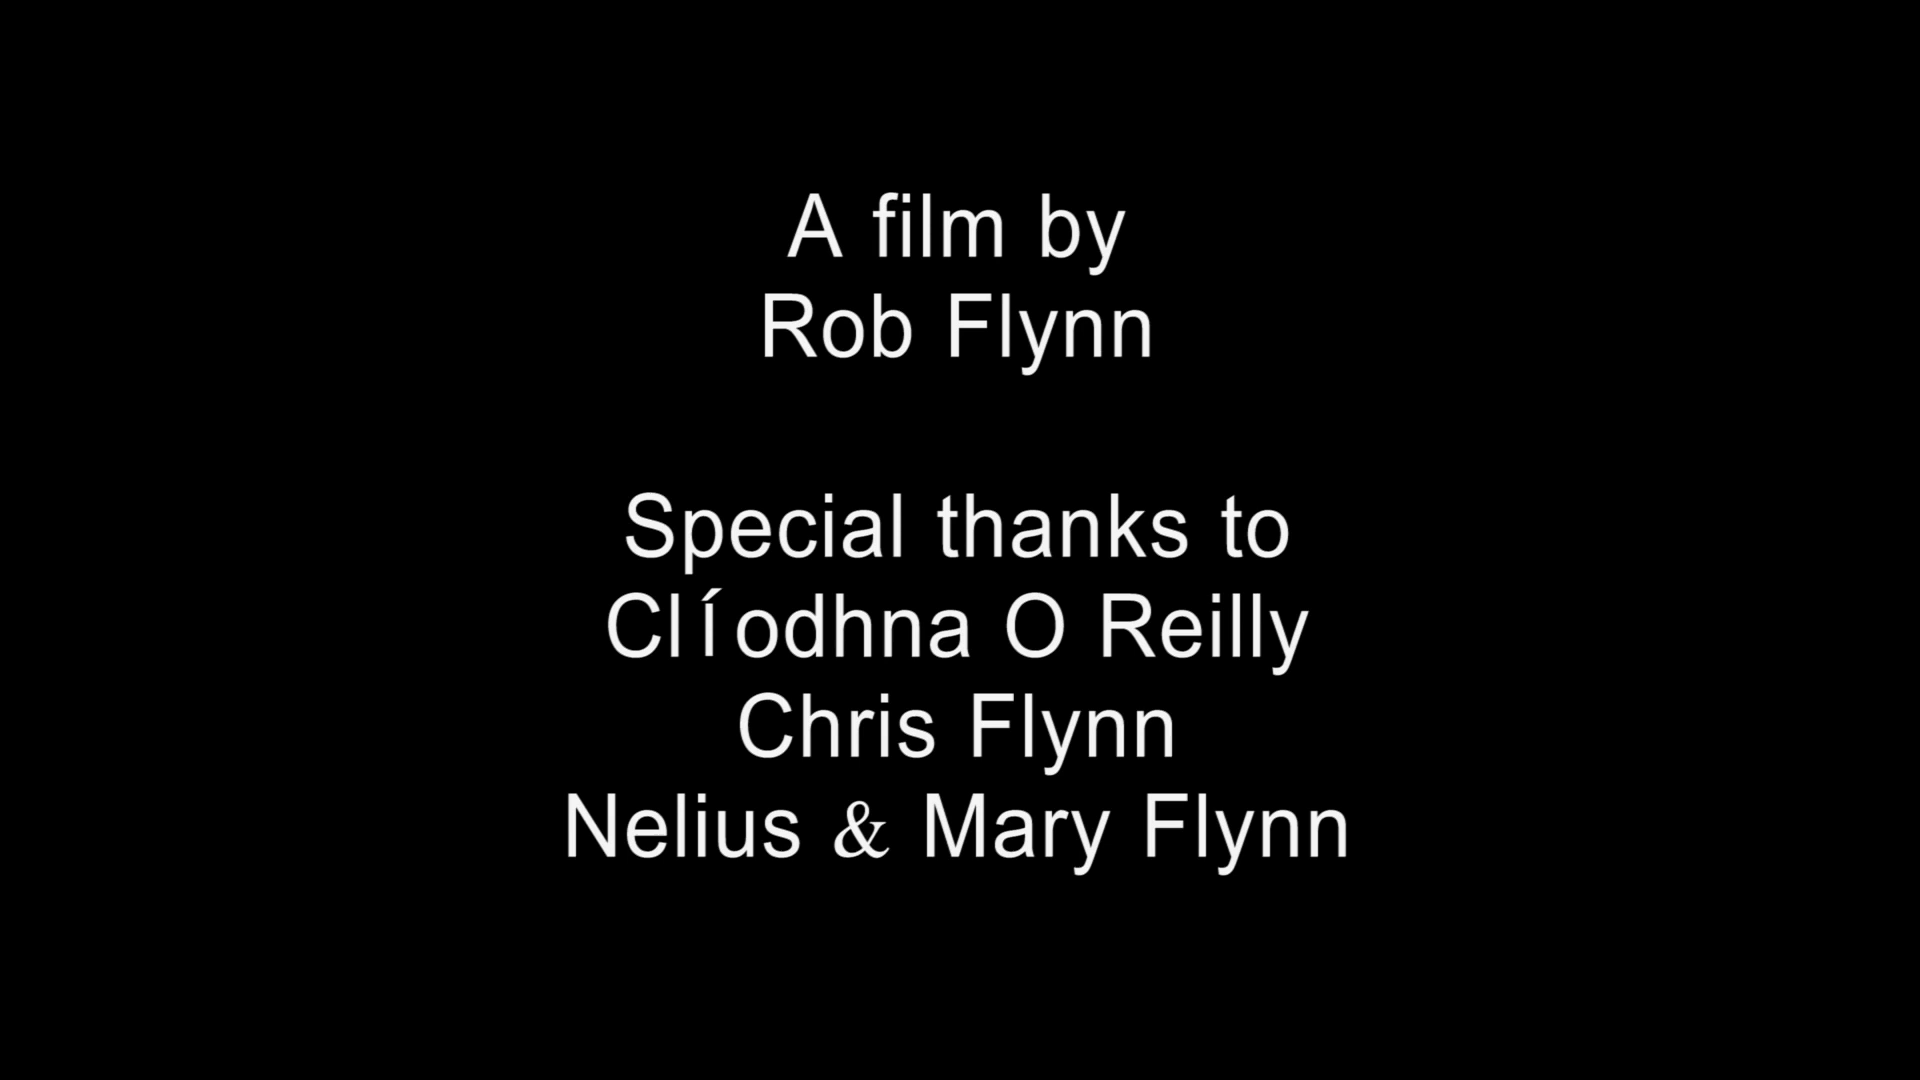 A film by
Rob Flynn
Special thanks to
Clíodhna O Reilly
Chris Flynn
Nelius & Mary Flynn